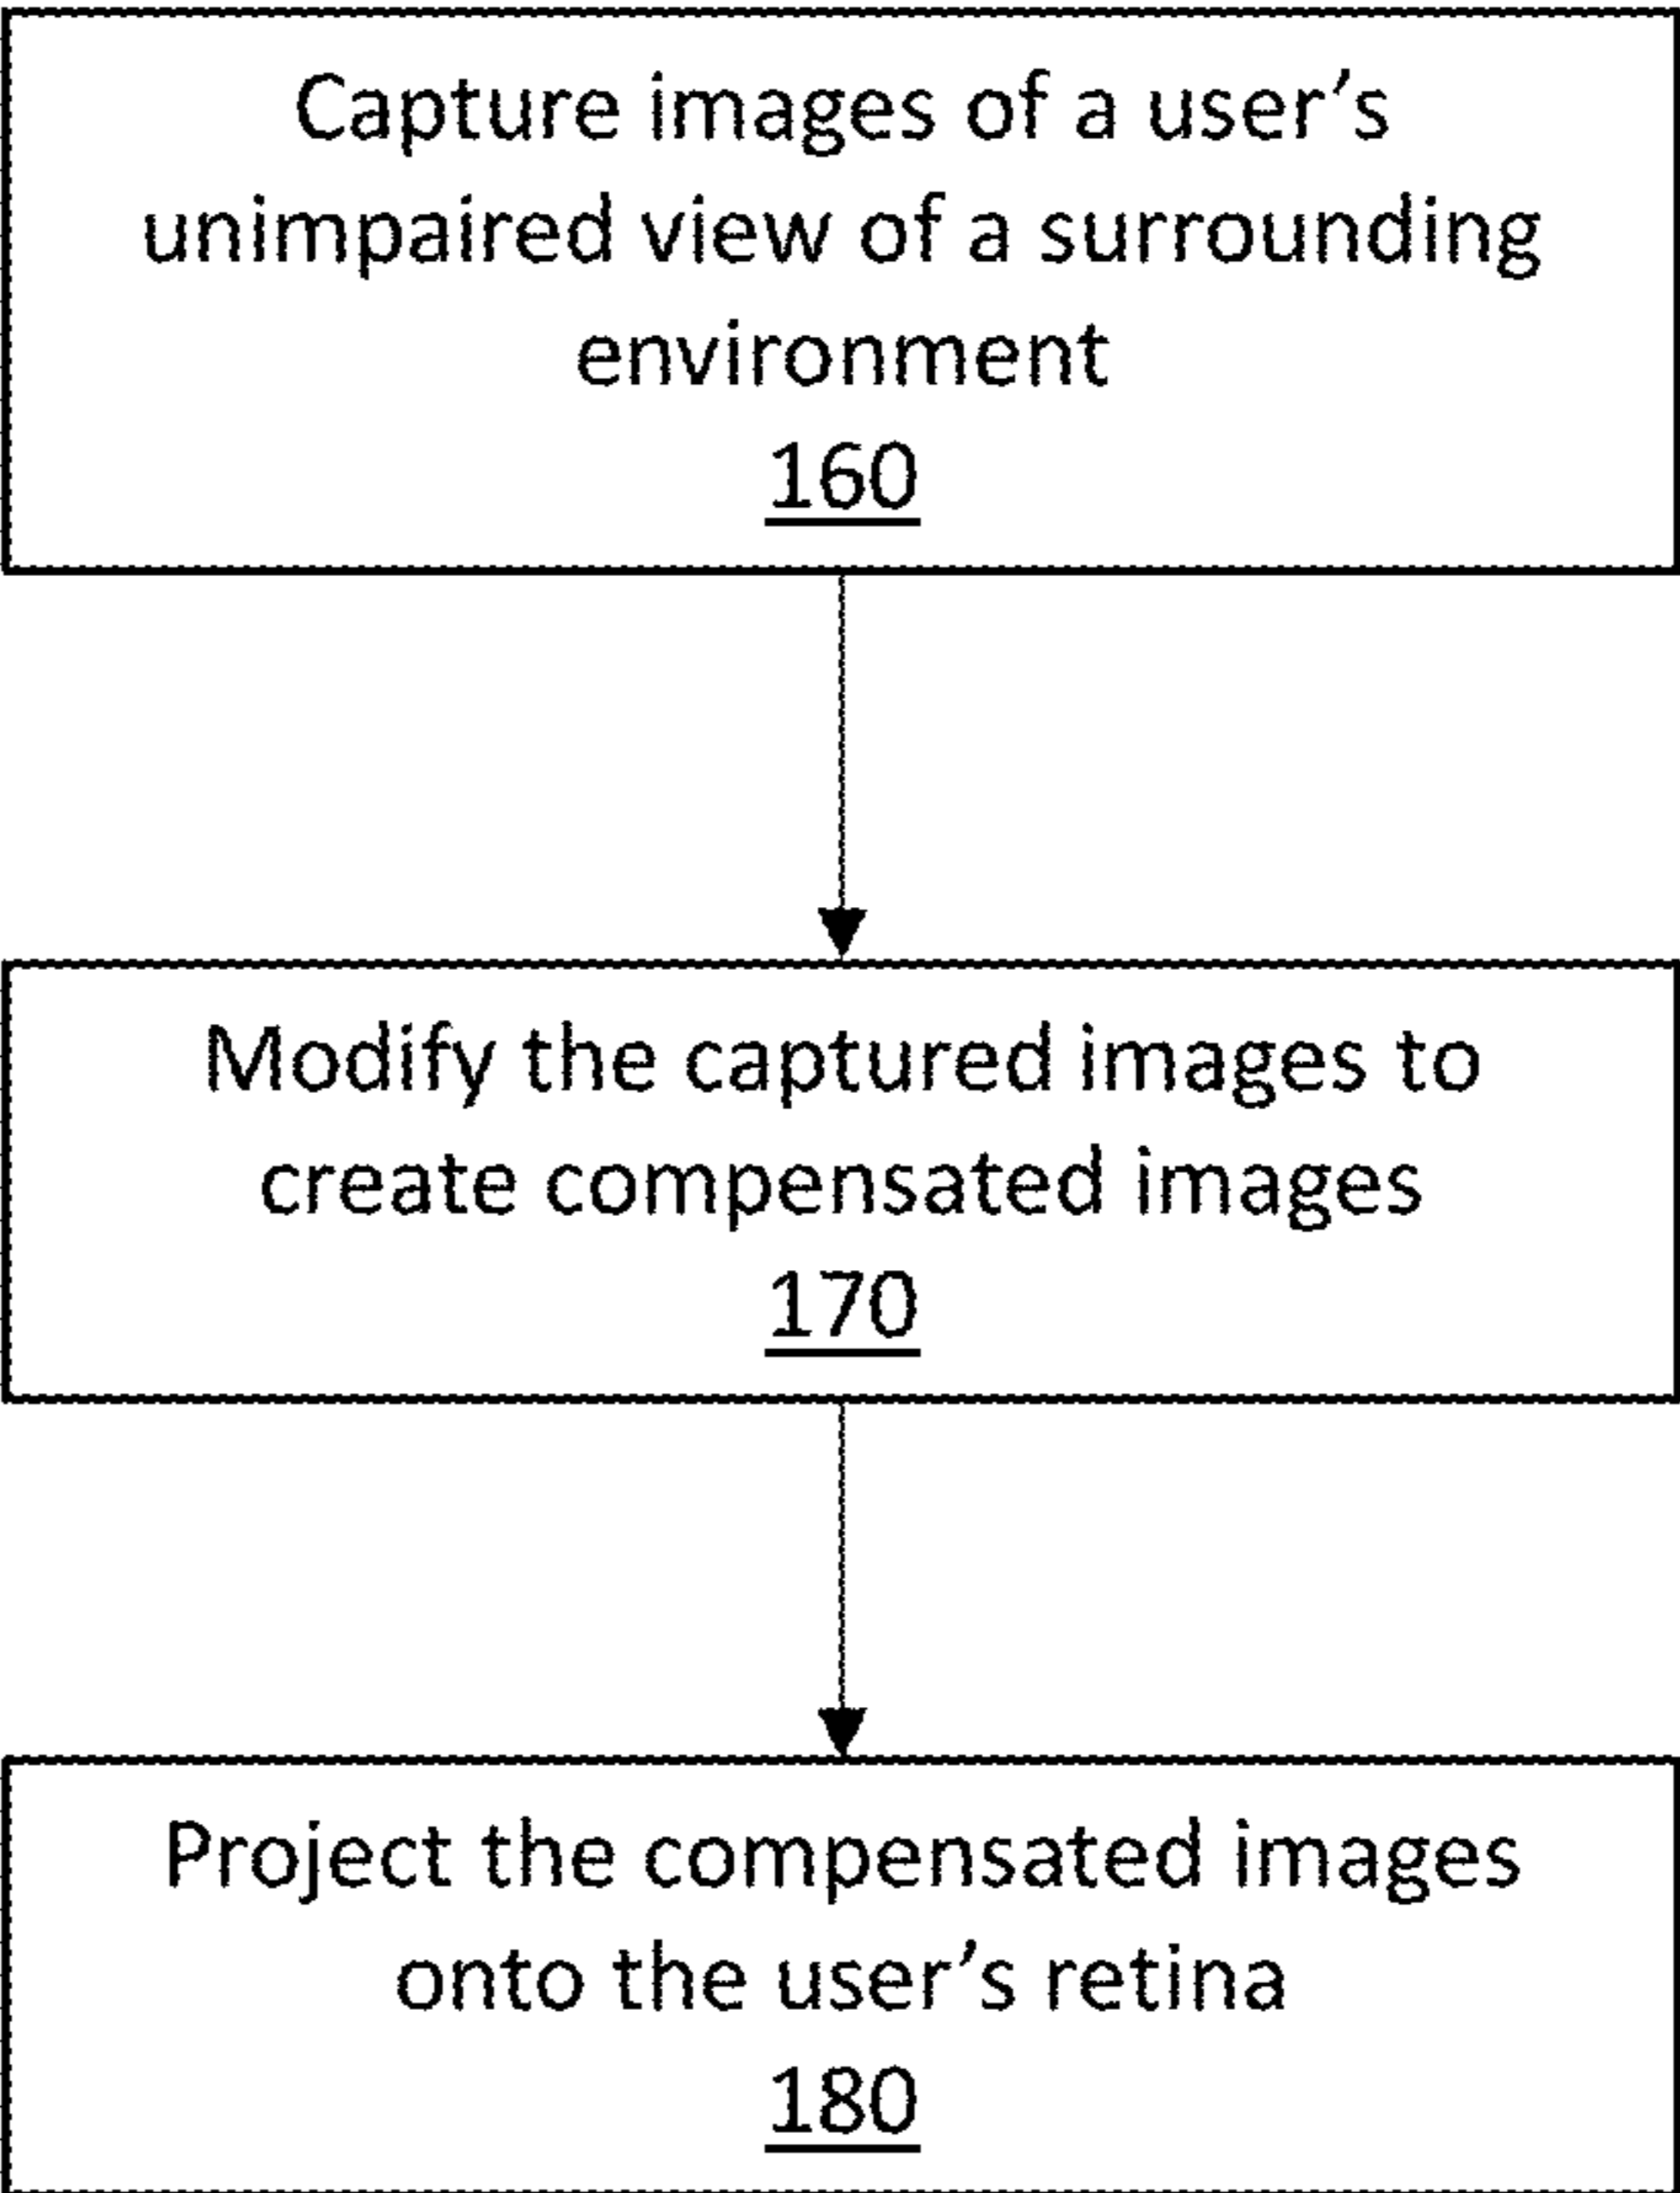 Capture images of a user’s
unimpaired view of a surrounding
environment
160
Modify the captured images to
create compensated images
170
Project the compensated images
onto the user’s retina
180